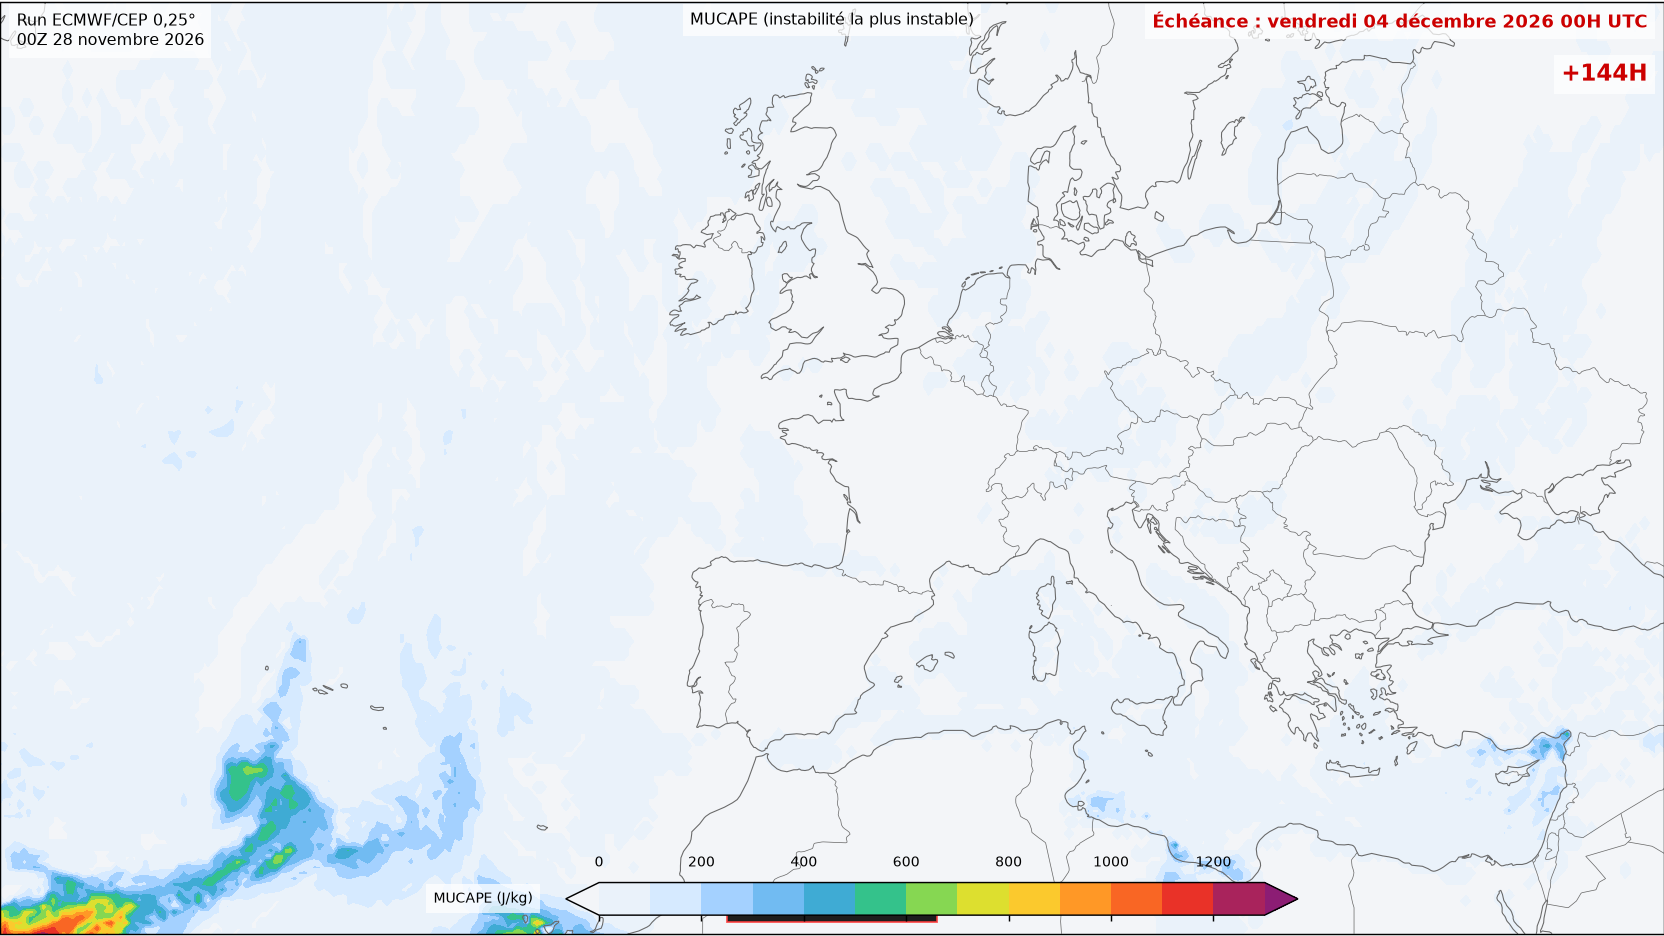 Run ECMWF/CEP 0,25°
00Z 28 novembre 2026
MUCAPE (instabilité la plus instable)
Échéance : vendredi 04 décembre 2026 00H UTC
+144H
0 200 400 600 800 1000 1200
MUCAPE (J/kg)